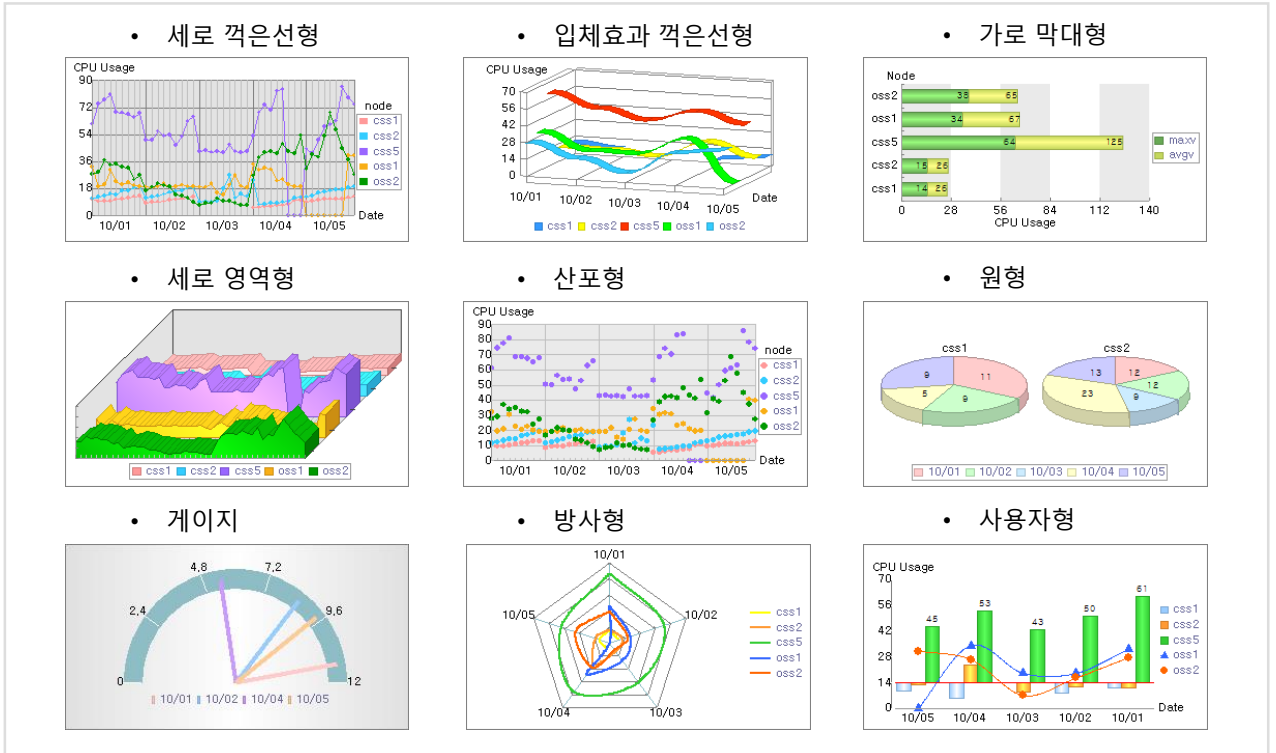 • 세로 꺾은선형
CPU Usage
90
72
54
36
18
0
10/01 10/02 10/03 10/04 10/05
Date
node
css1
css2
css5
oss1
oss2
• 입체효과 꺾은선형
CPU Usage
70
56
42
28
14
0
10/01 10/02 10/03 10/04 10/05
Date
css1 css2 css5 oss1 oss2
• 가로 막대형
Node
oss2 38 65
oss1 34 67
css5 64 126
css2 15 26
css1 14 26
0 28 56 84 112 140
CPU Usage
maxv
avgv
• 세로 영역형
css1 css2 css5 oss1 oss2
• 산포형
CPU Usage
90
80
70
60
50
40
30
20
10
0
10/01 10/02 10/03 10/04 10/05
Date
node
css1
css2
css5
oss1
oss2
• 원형
css1
9 11
5 9
css2
13 12
12
23 9
10/01 10/02 10/03 10/04 10/05
• 게이지
4,8 7,2
2,4 9,6
0 12
10/01 10/02 10/04 10/05
• 방사형
10/01
10/05 10/02
10/04 10/03
css1
css2
css5
oss1
oss2
• 사용자형
CPU Usage
70
56
42
28
14
0
45 53 43 50 61
10/05 10/04 10/03 10/02 10/01
Date
css1
css2
css5
oss1
oss2